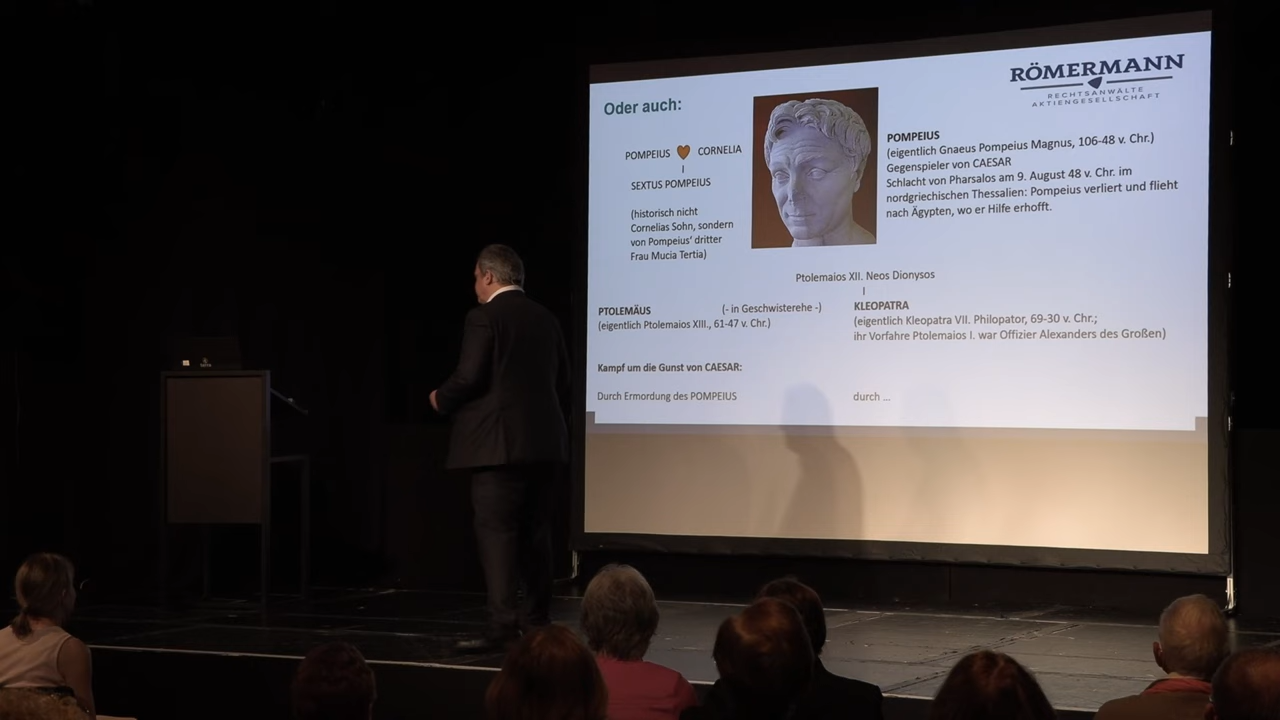 RÖMERMANN
RECHTSANWÄLTE
AKTIENGESELLSCHAFT
Oder auch:
POMPEIUS CORNELIA
SEXTUS POMPEIUS
(historisch nicht
Cornelias Sohn, sondern
von Pompeius' dritter
Frau Mucia Tertia)
POMPEIUS
(eigentlich Gnaeus Pompeius Magnus, 106-48 v. Chr.)
Gegenspieler von CAESAR
Schlacht von Pharsalos am 9. August 48 v. Chr. im
nordgriechischen Thessalien: Pompeius verliert und flieht
nach Ägypten, wo er Hilfe erhofft.
Ptolemaios XII. Neos Dionysos
PTOLEMÄUS (- in Geschwisterehe -) KLEOPATRA
(eigentlich Ptolemaios XIII., 61-47 v. Chr.)
(eigentlich Kleopatra VII. Philopator, 69-30 v. Chr.;
ihr Vorfahre Ptolemaios I. war Offizier Alexanders des Großen)
Kampf um die Gunst von CAESAR:
Durch Ermordung des POMPEIUS durch ...